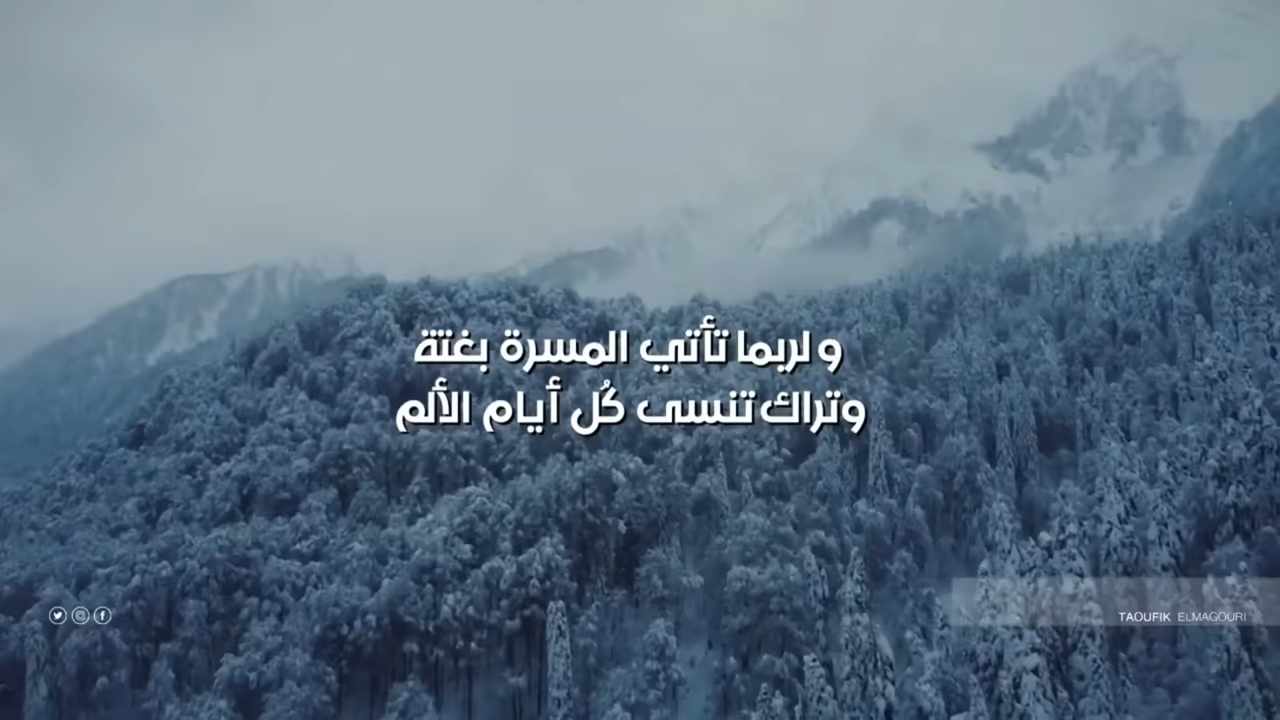 و لربما تأتي المسرة بغتة
وتراك تنسى كُل أيام الألم
TAOUFIK ELMAGOURI